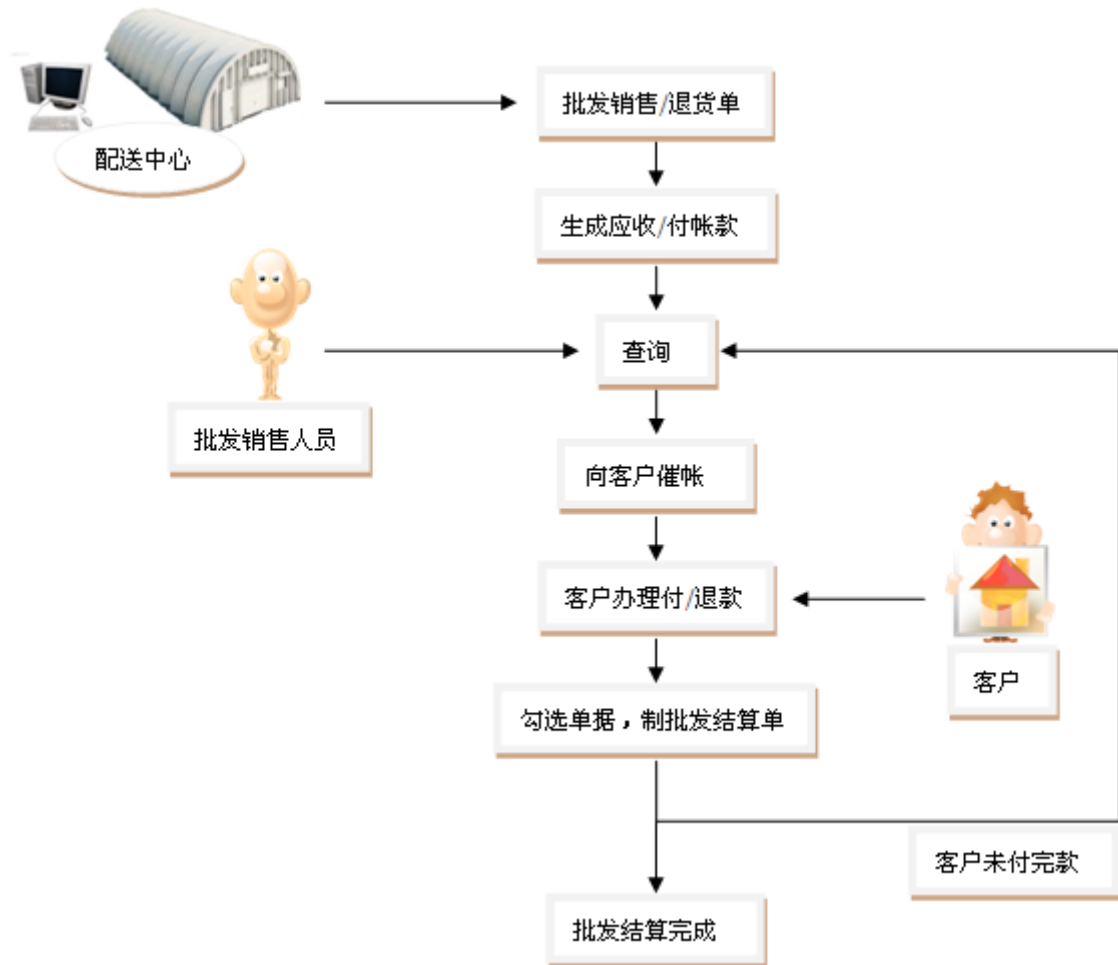 批发销售/退货单
配送中心
生成应收/付帐款
查询
批发销售人员
向客户催帐
客户办理付/退款
客户
勾选单据，制批发结算单
客户未付完款
批发结算完成